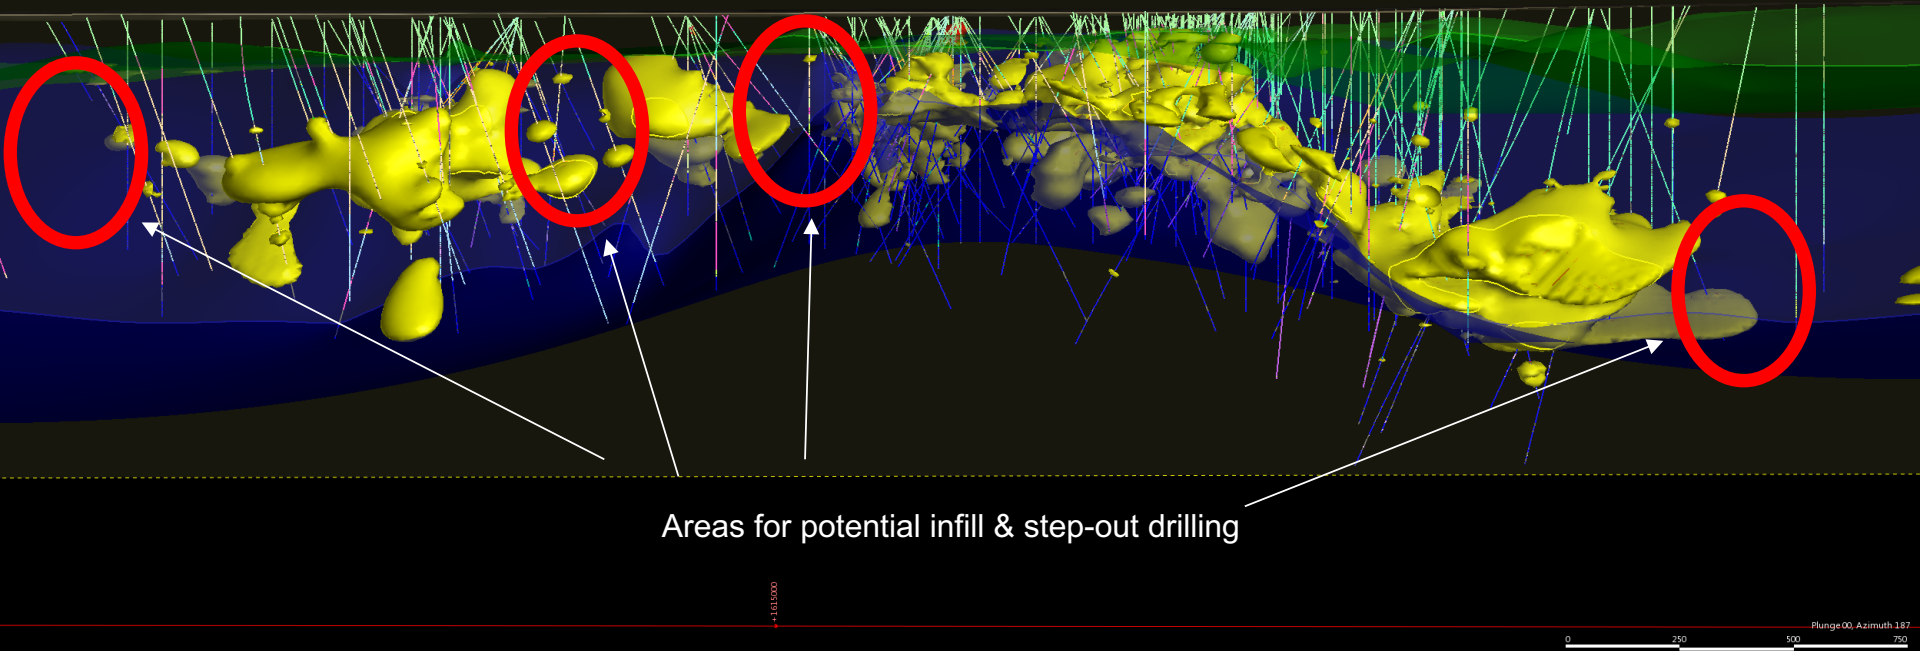 Areas for potential infill & step-out drilling
+1615000
Plunge 00, Azimuth 187
0 250 500 750